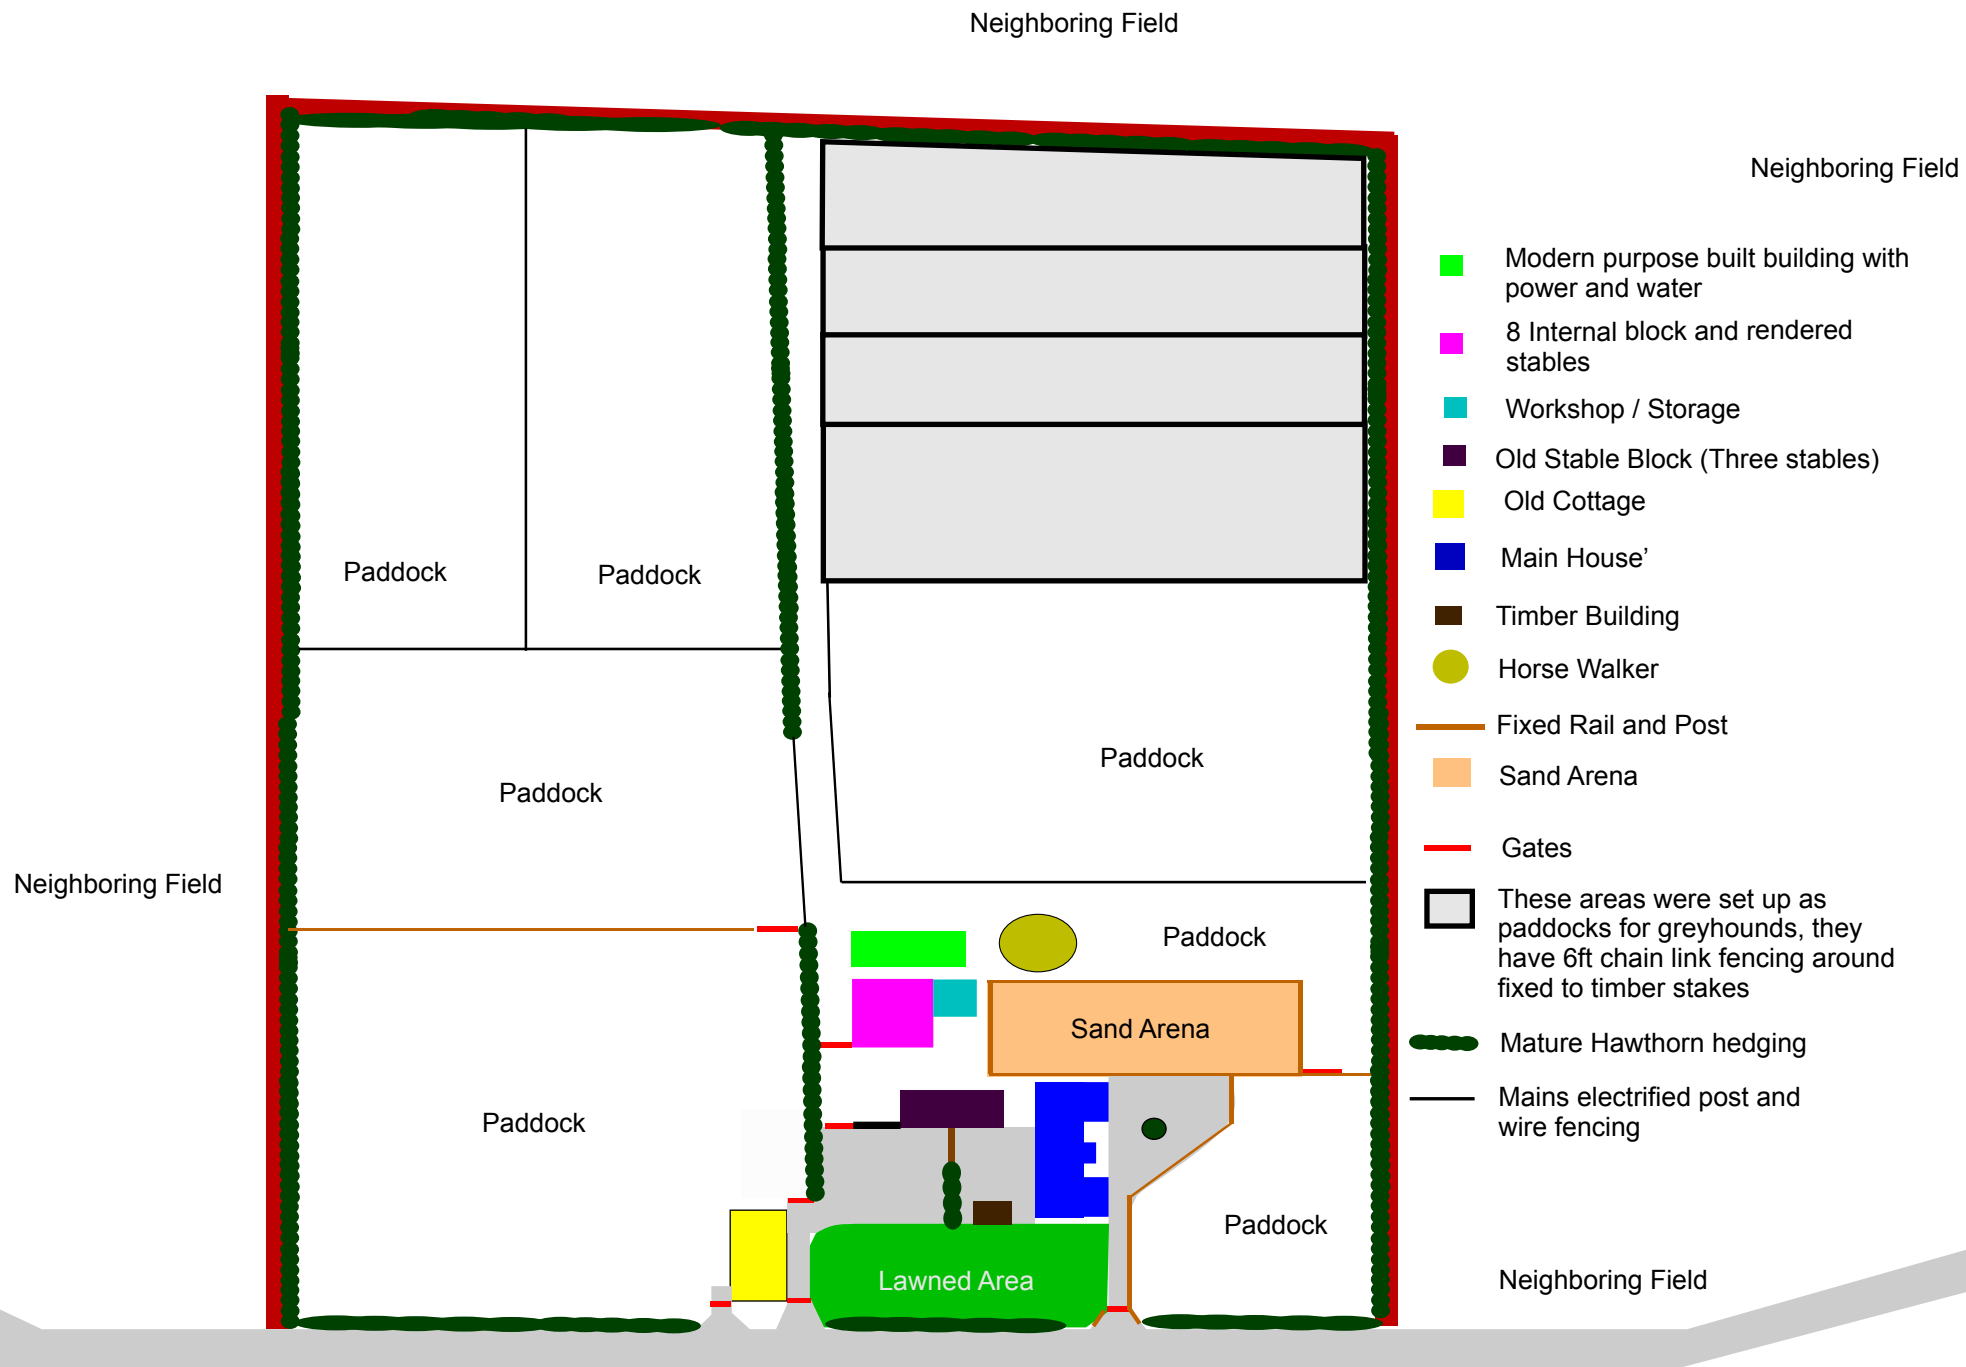 Neighboring Field
Neighboring Field
Modern purpose built building with
power and water
8 Internal block and rendered
stables
Workshop / Storage
Old Stable Block (Three stables)
Old Cottage
Main House’
Timber Building
Horse Walker
Fixed Rail and Post
Sand Arena
Gates
These areas were set up as
paddocks for greyhounds, they
have 6ft chain link fencing around
fixed to timber stakes
Mature Hawthorn hedging
Mains electrified post and
wire fencing
Neighboring Field
Paddock
Paddock
Paddock
Paddock
Neighboring Field
Paddock
Sand Arena
Paddock
Paddock
Lawned Area